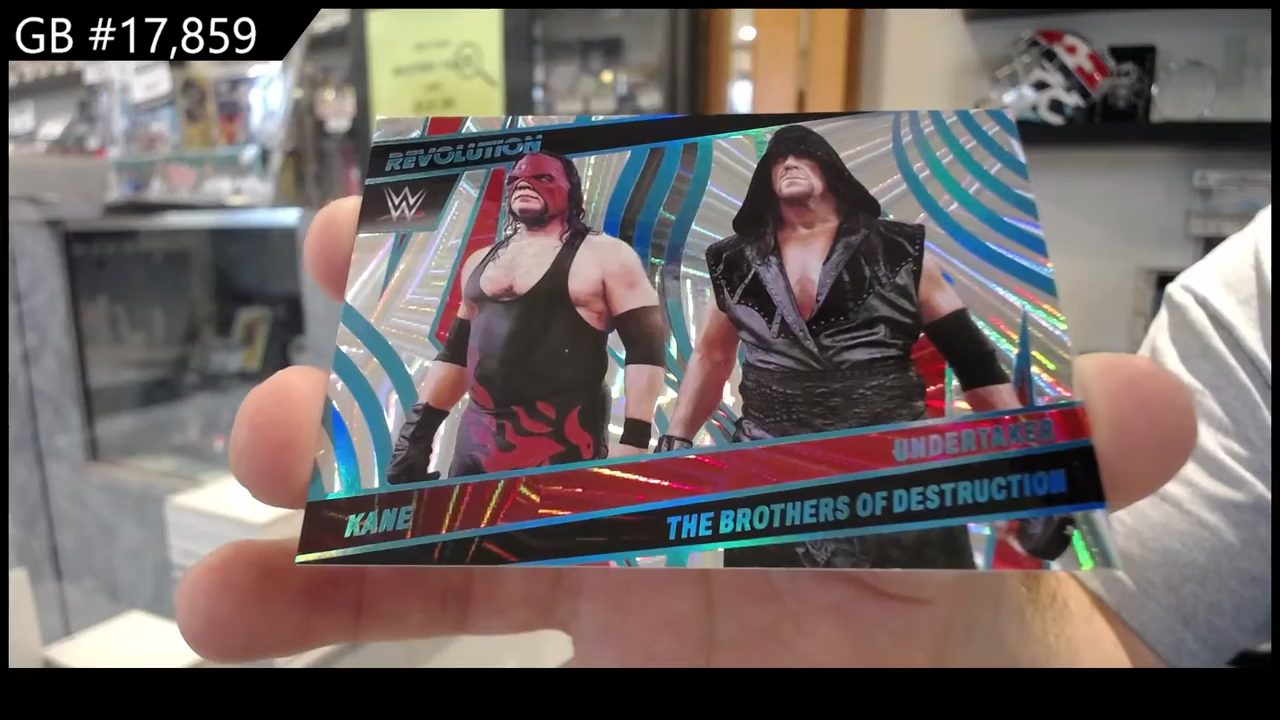 GB #17,859
REVOLUTION
W
UNDERTAKER
KANE
THE BROTHERS OF DESTRUCTION